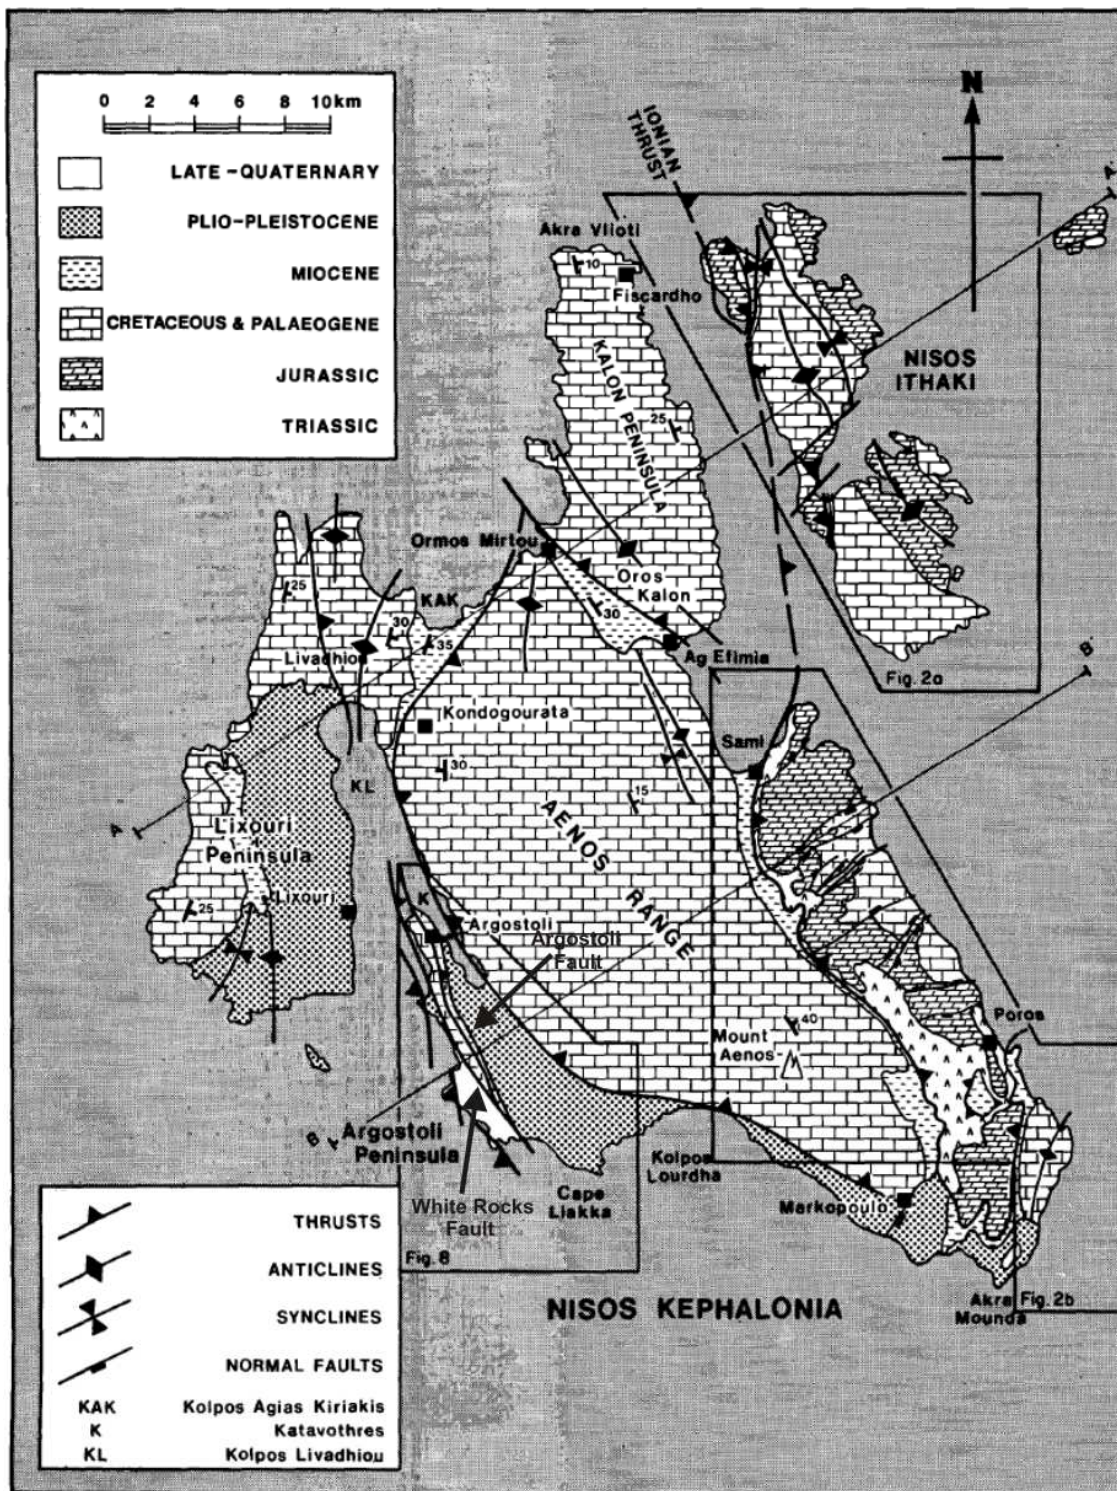 0 2 4 6 8 10km
LATE-QUATERNARY
PLIO-PLEISTOCENE
MIOCENE
CRETACEOUS & PALAEOGENE
JURASSIC
TRIASSIC
IONIAN
THRUST
N
A'
Akra Vlioti
10
Fiscardho
KALON PENINSULA
25
NISOS
ITHAKI
Ormos Mirtou
Oros
Kalon
KAK
25
30
35
30
Livadhiou
Ag Efimia
Fig. 2a
B'
Kondogourata
Sami
30
KL
15
A
Lixouri
Peninsula
AENOS RANGE
25
Lixouri
K
Argostoli
Argostoli
Fault
40
Mount
Aenos
Poros
B
Argostoli
Peninsula
Kolpos
Lourdha
White Rocks
Fault
Cape
Liakka
Markopoulo
Fig. 8
Akra
Mounda
Fig. 2b
NISOS KEPHALONIA
THRUSTS
ANTICLINES
SYNCLINES
NORMAL FAULTS
KAK Kolpos Agias Kiriakis
K Katavothres
KL Kolpos Livadhiou